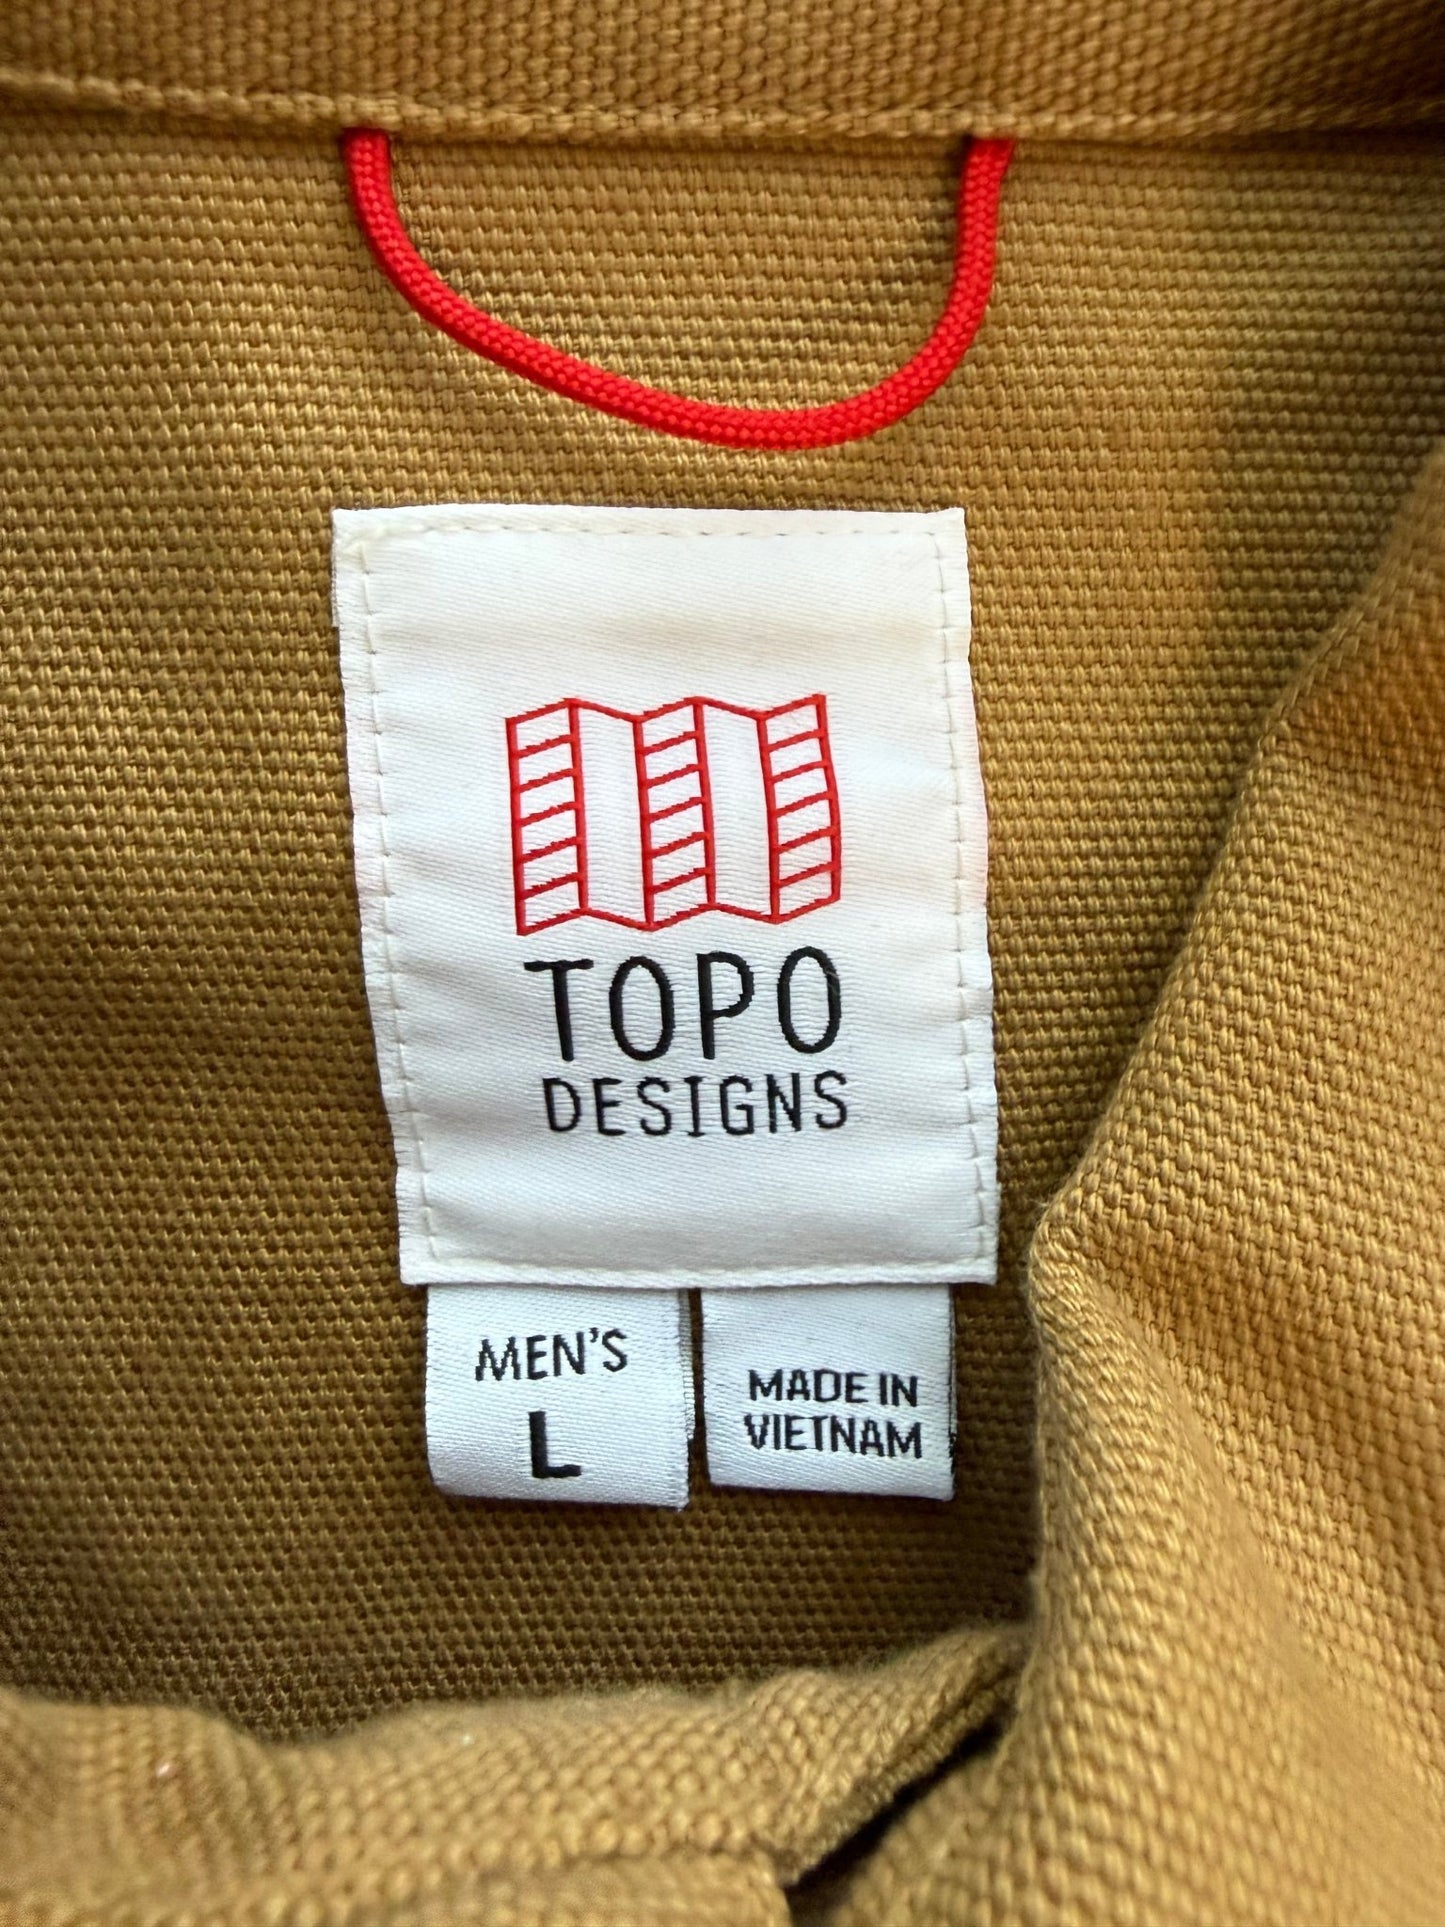 TOPO
DESIGNS
MEN'S
L
MADE IN
VIETNAM